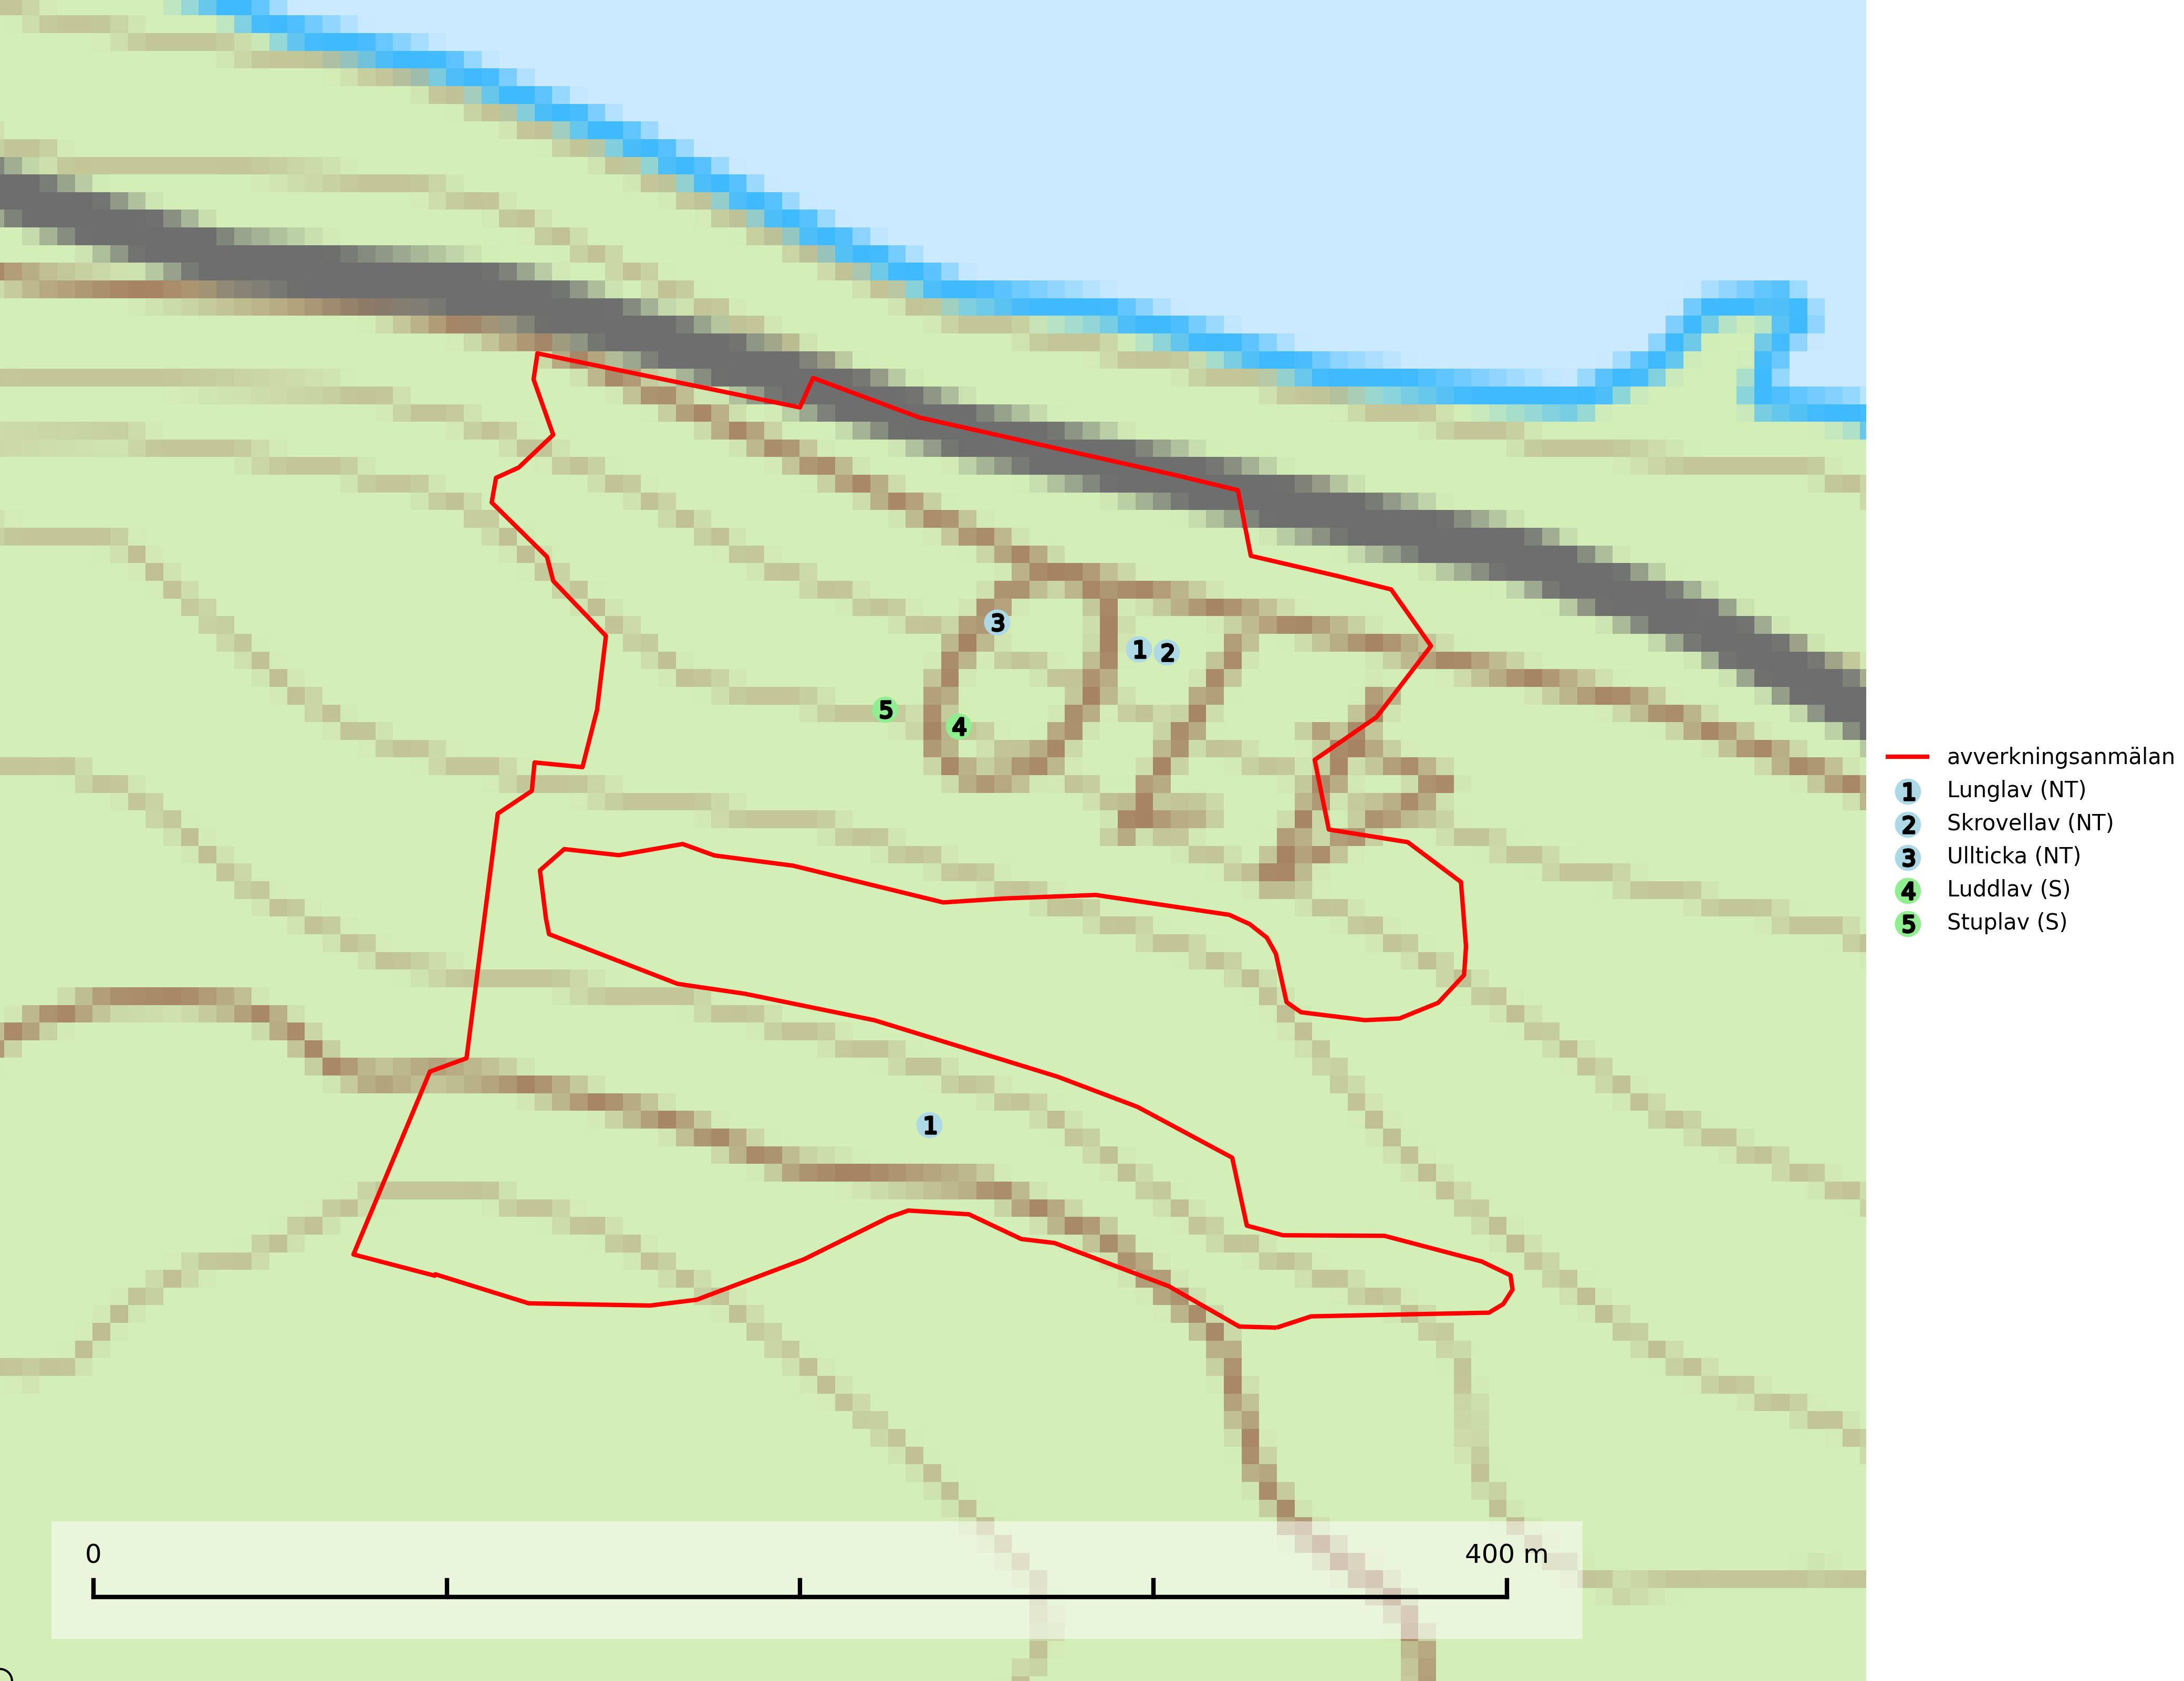 3
1 2
5
4
1
0 400 m
avverkningsanmälan
1 Lunglav (NT)
2 Skrovellav (NT)
3 Ullticka (NT)
4 Luddlav (S)
5 Stuplav (S)